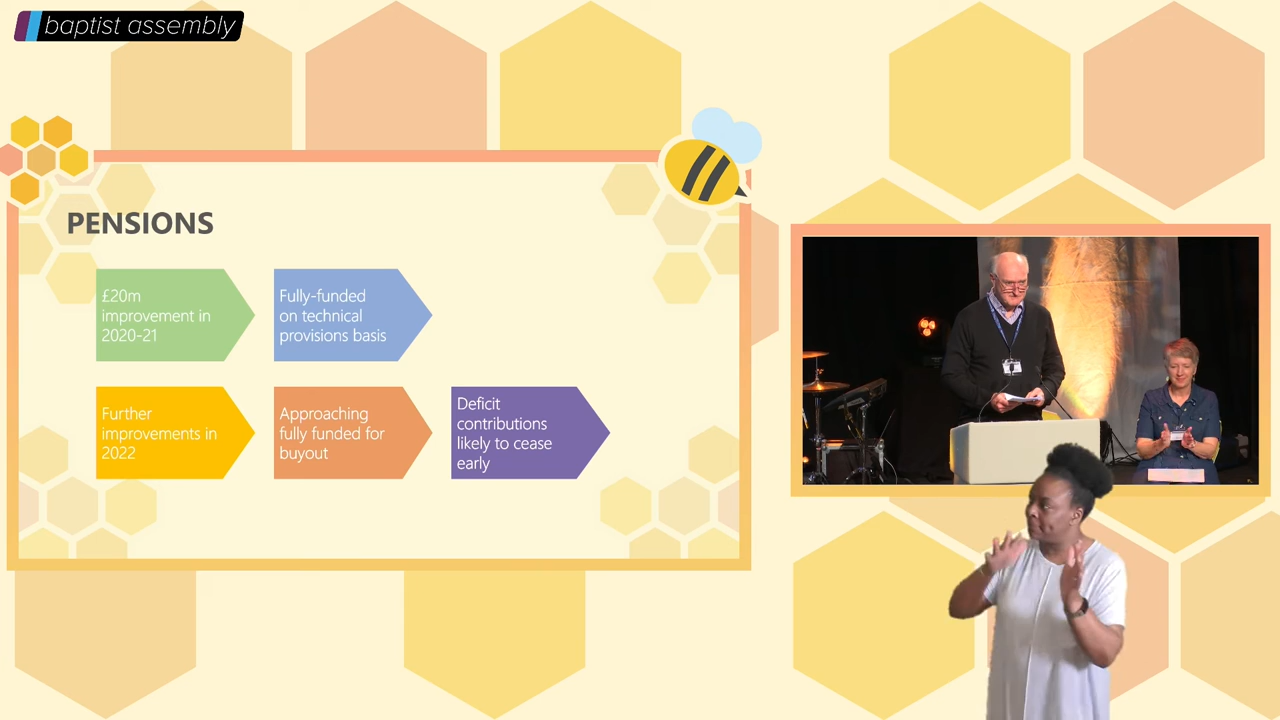 baptist assembly
PENSIONS
£20m
improvement in
2020-21
Fully-funded
on technical
provisions basis
Further
improvements in
2022
Approaching
fully funded for
buyout
Deficit
contributions
likely to cease
early